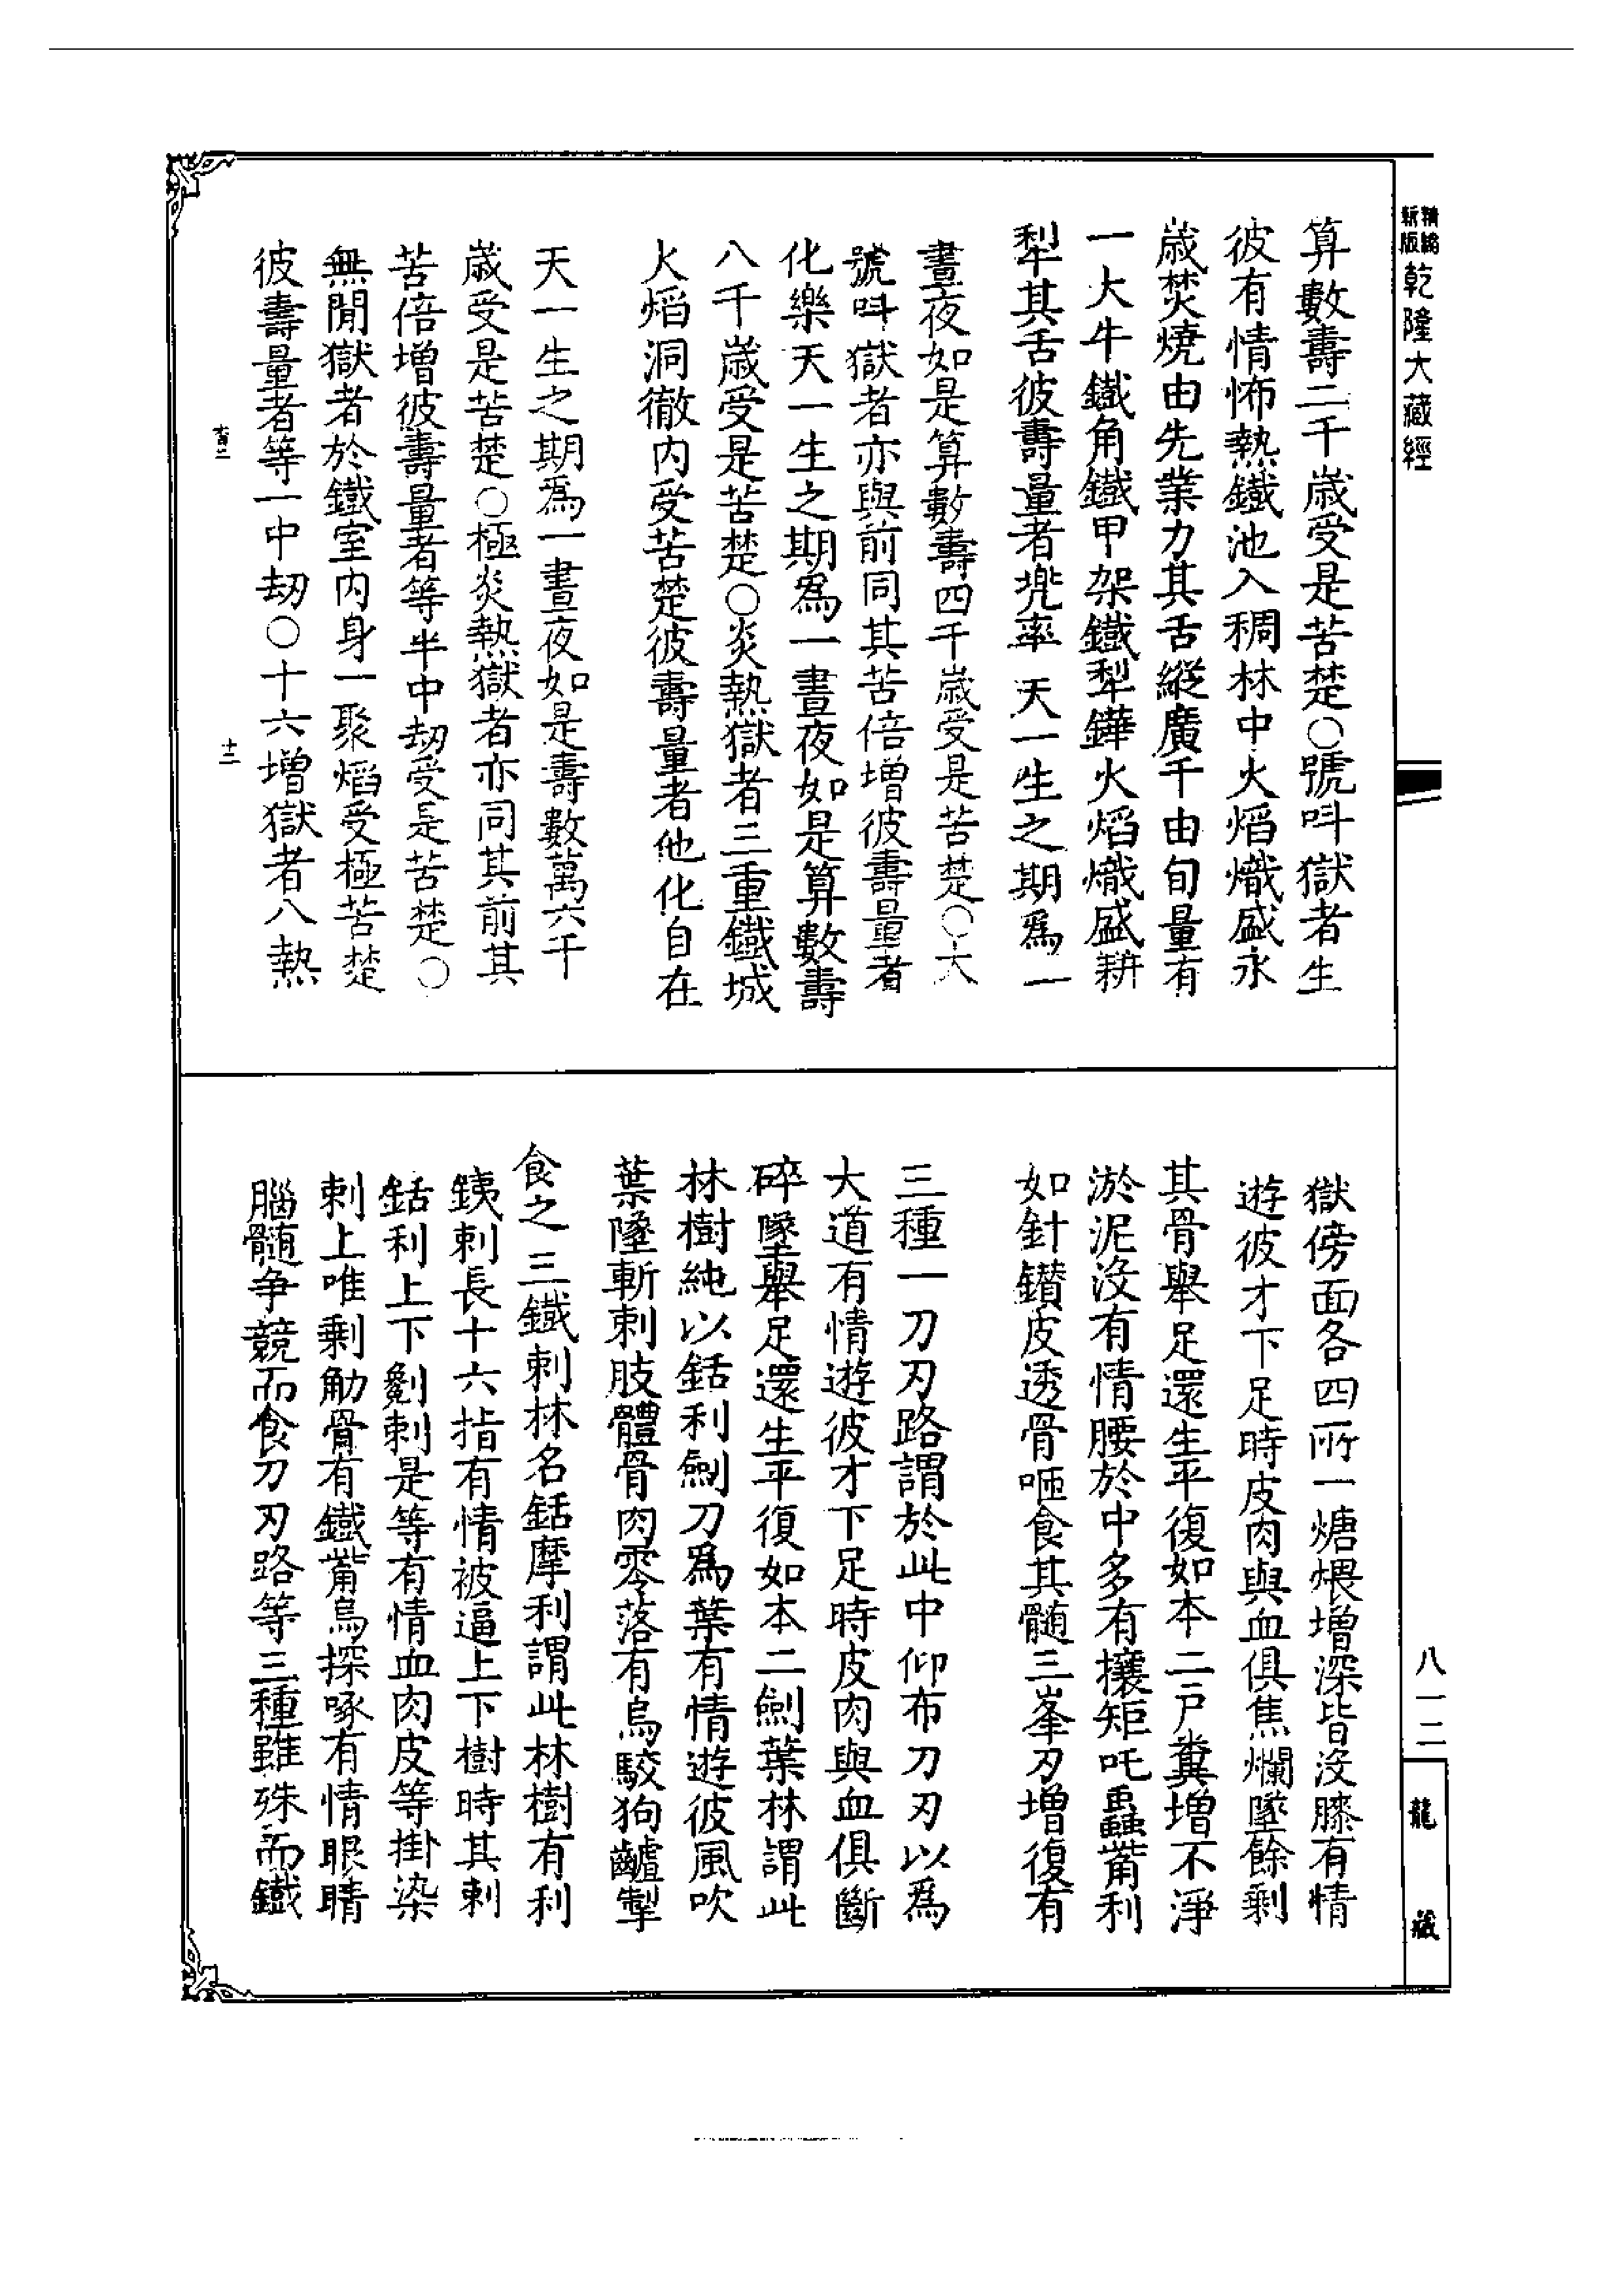 精編
新版
乾隆大藏經
算數壽二千歲受是苦楚○號呌獄者生
彼有情怖熱鐵池入稠林中火焰熾盛永
歲焚燒由先業力其舌縱廣千由旬量有
一大牛鐵角鐵甲架鐵犁鏵火焰熾盛耕
犁其舌彼壽量者兠率天一生之期爲一
晝夜如是算數壽四千歲受是苦楚○大
號呌獄者亦與前同其苦倍增彼壽量者
化樂天一生之期爲一晝夜如是算數壽
八千歲受是苦楚○炎熱獄者三重鐵城
火焰洞徹內受苦楚彼壽量者他化自在
天一生之期爲一晝夜如是壽數萬六千
歲受是苦楚○極炎熱獄者亦同其前其
苦倍增彼壽量者等半中劫受是苦楚○
無間獄者於鐵室內身一聚焰受極苦楚
彼壽量者等一中劫○十六增獄者八熱
十三
獄傍面各四所一煻煨增深皆沒膝有情
遊彼才下足時皮肉與血俱焦爛墜餘剩
其骨舉足還生平復如本二尸糞增不淨
淤泥沒有情腰於中多有攘矩吒蟲觜利
如針鑚皮透骨咂食其髓三峯刃增復有
三種一刀刃路謂於此中仰布刀刃以爲
大道有情遊彼才下足時皮肉與血俱斷
碎墜舉足還生平復如本二劍葉林謂此
林樹純以銛利劍刀爲葉有情遊彼風吹
葉墜斬刺肢體骨肉零落有烏駮狗齇掣
食之三鐵刺林名銛摩利謂此林樹有利
銕刺長十六指有情被逼上下樹時其刺
銛利上下劖刺是等有情血肉皮等掛染
刺上唯剩觔骨有鐵觜烏探啄有情眼睛
腦髓爭競而食刀刃路等三種雖殊而鐵
八一二
龍藏